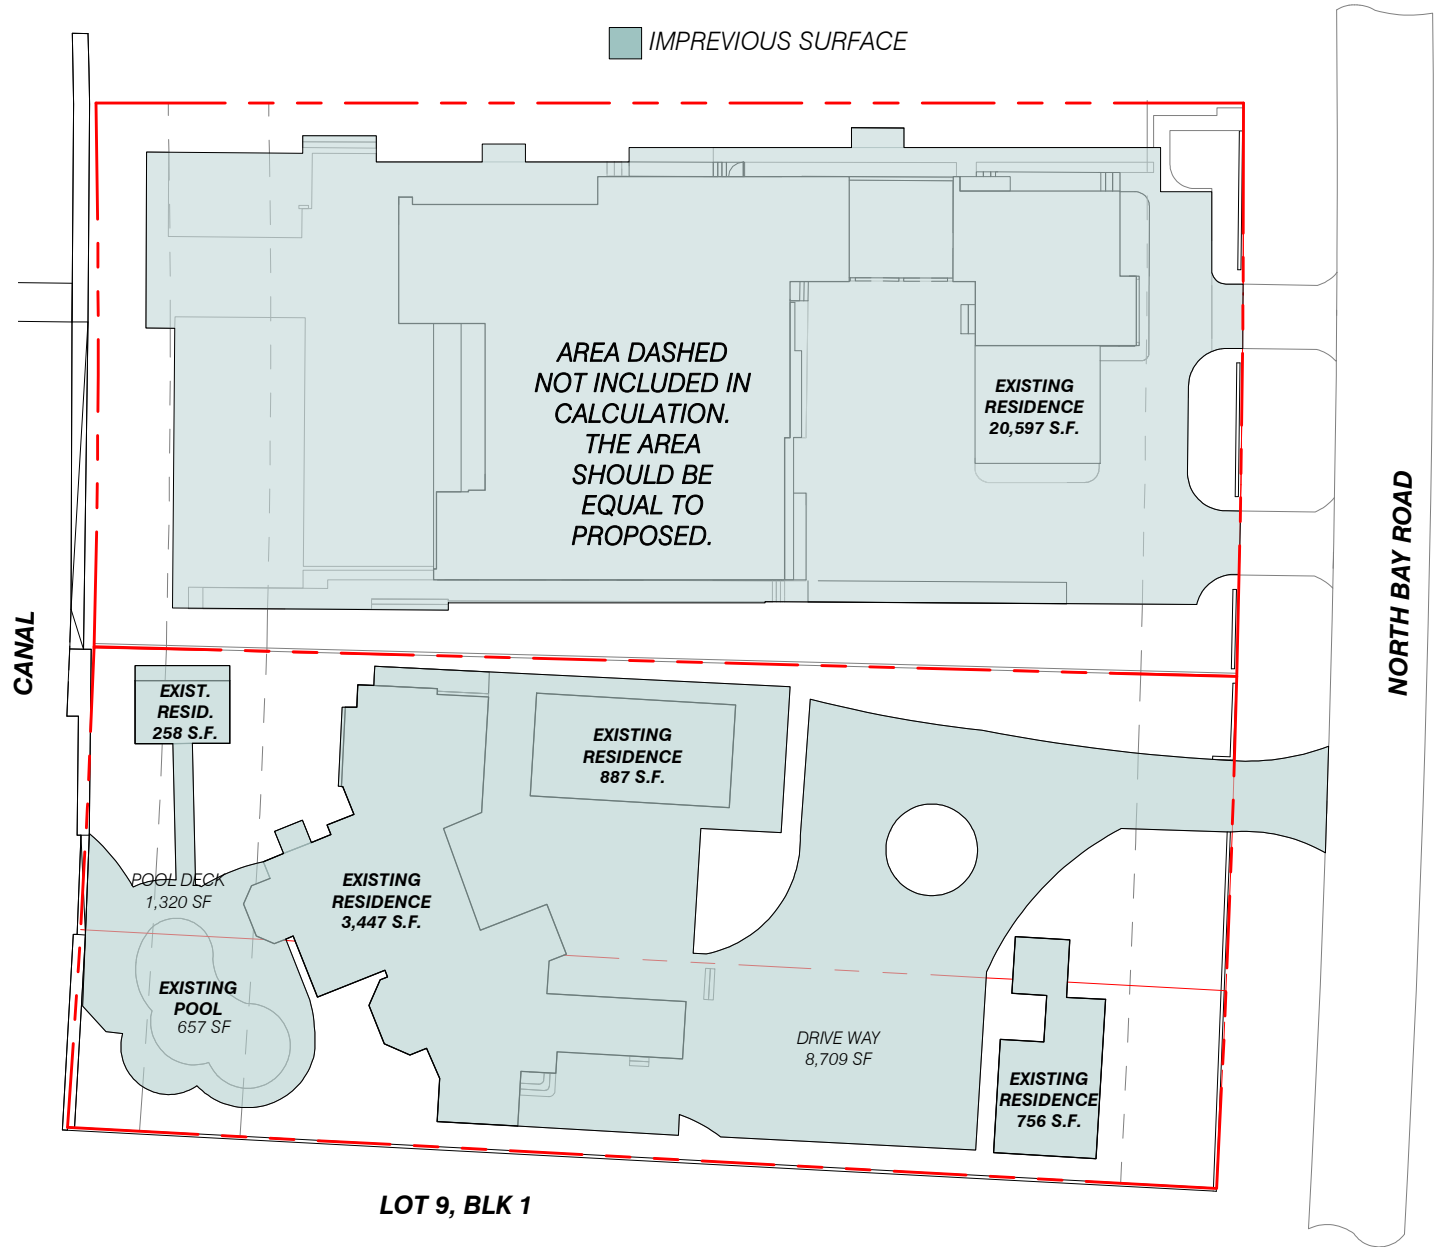 IMPREVIOUS SURFACE
AREA DASHED
NOT INCLUDED IN
CALCULATION.
THE AREA
SHOULD BE
EQUAL TO
PROPOSED.
EXISTING
RESIDENCE
20,597 S.F.
CANAL
NORTH BAY ROAD
EXIST.
RESID.
258 S.F.
EXISTING
RESIDENCE
887 S.F.
POOL DECK
1,320 SF
EXISTING
RESIDENCE
3,447 S.F.
EXISTING
POOL
657 SF
DRIVE WAY
8,709 SF
EXISTING
RESIDENCE
756 S.F.
LOT 9, BLK 1